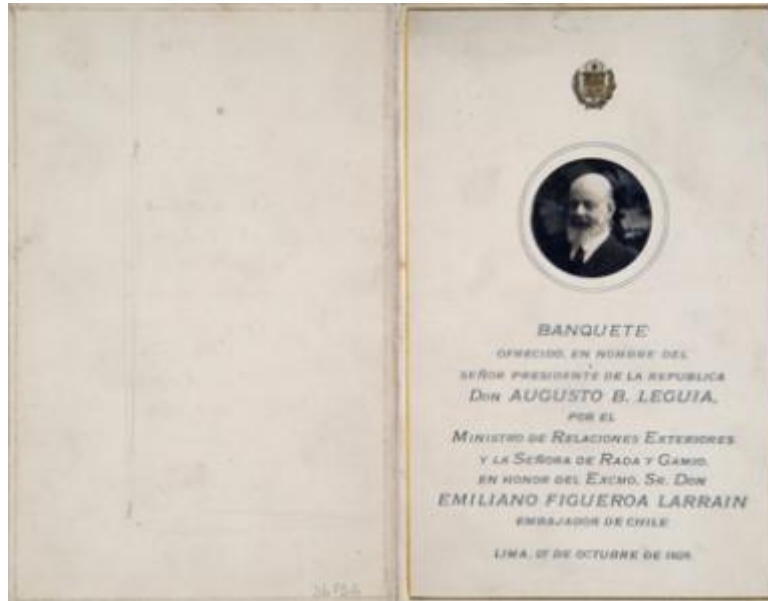 BANQUETE
OFRECIDO, EN NOMBRE DEL
SEÑOR PRESIDENTE DE LA REPUBLICA
DON AUGUSTO B. LEGUIA,
POR EL
MINISTRO DE RELACIONES EXTERIORES
Y LA SEÑORA DE RADA Y GAMIO,
EN HONOR DEL EXCMO. SR. DON
EMILIANO FIGUEROA LARRAIN
EMBAJADOR DE CHILE
LIMA, DE OCTUBRE DE